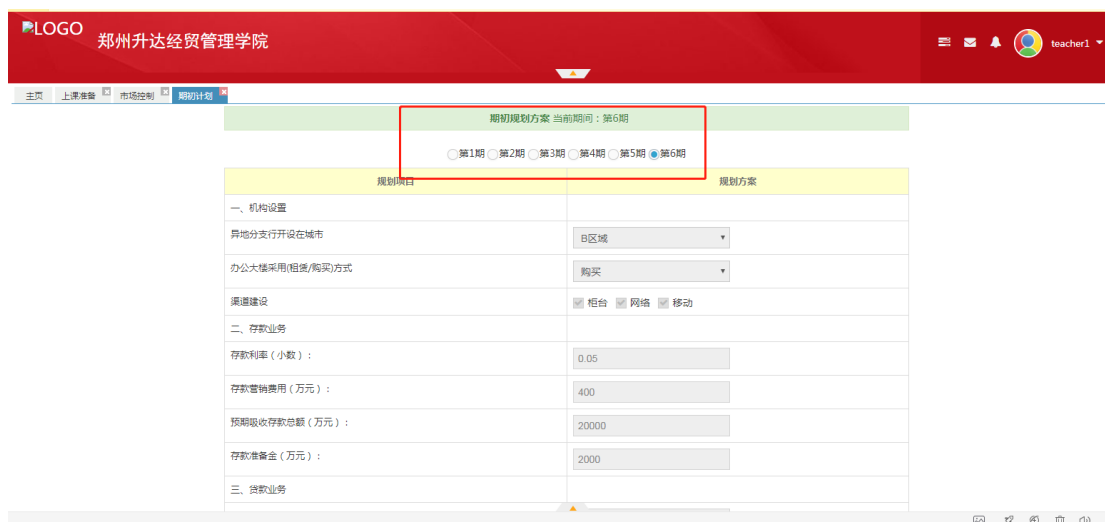 LOGO
郑州升达经贸管理学院
teacher1
主页 上课准备 市场控制 期初计划
期初规划方案 当前期间：第6期
第1期 第2期 第3期 第4期 第5期 第6期
规划项目 规划方案
一、机构设置
异地分支行开设在城市 B区域
办公大楼采用(租赁/购买)方式 购买
渠道建设 柜台 网络 移动
二、存款业务
存款利率（小数）： 0.05
存款营销费用（万元）： 400
预期吸收存款总额（万元）： 20000
存款准备金（万元）： 2000
三、贷款业务